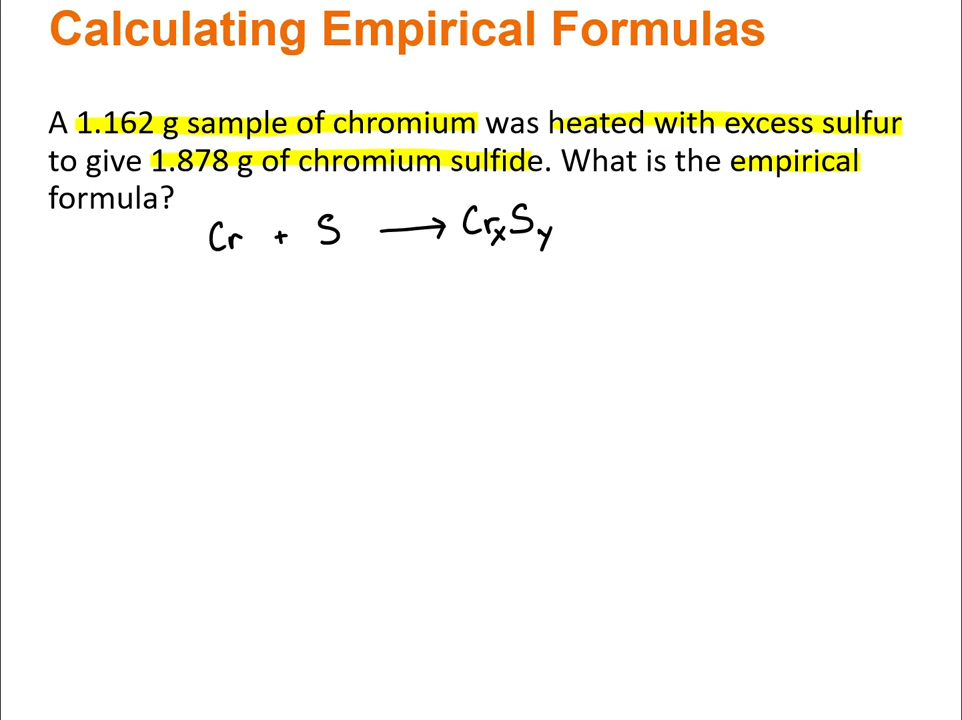 Calculating Empirical Formulas
A 1.162 g sample of chromium was heated with excess sulfur
to give 1.878 g of chromium sulfide. What is the empirical
formula?
Cr + S ⟶ CrₓSᵧ